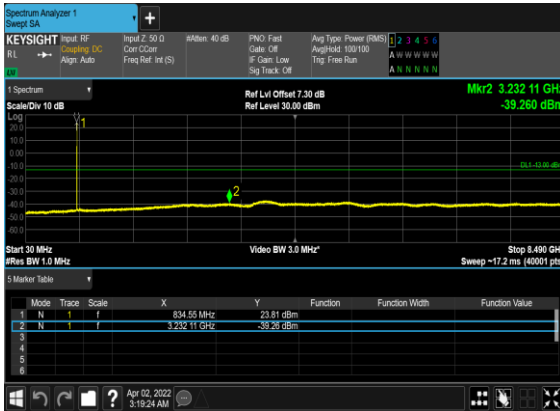 Spectrum Analyzer 1
Swept SA
+
KEYSIGHT Input: RF Input Z: 50 Ω #Atten: 40 dB PNO: Fast Avg Type: Power (RMS) 1 2 3 4 5 6
RL Coupling: DC Corr CCorr Gate: Off Avg|Hold: 100/100 A W W W W W
Align: Auto Freq Ref: Int (S) IF Gain: Low Trig: Free Run
Sig Track: Off A N N N N N
LXI
1 Spectrum Ref Lvl Offset 7.30 dB Mkr2 3.232 11 GHz
Scale/Div 10 dB Ref Level 30.00 dBm -39.260 dBm
Log
1
20.0
10.0
0.00
-10.0 DL1 -13.00 dBm
-20.0
-30.0
2
-40.0
-50.0
-60.0
Start 30 MHz Video BW 3.0 MHz* Stop 8.490 GHz
#Res BW 1.0 MHz Sweep ~17.2 ms (40001 pts)
5 Marker Table
Mode Trace Scale X Y Function Function Width Function Value
1 N 1 f 834.55 MHz 23.81 dBm
2 N 1 f 3.232 11 GHz -39.26 dBm
3
4
5
6
? Apr 02, 2022
3:19:24 AM